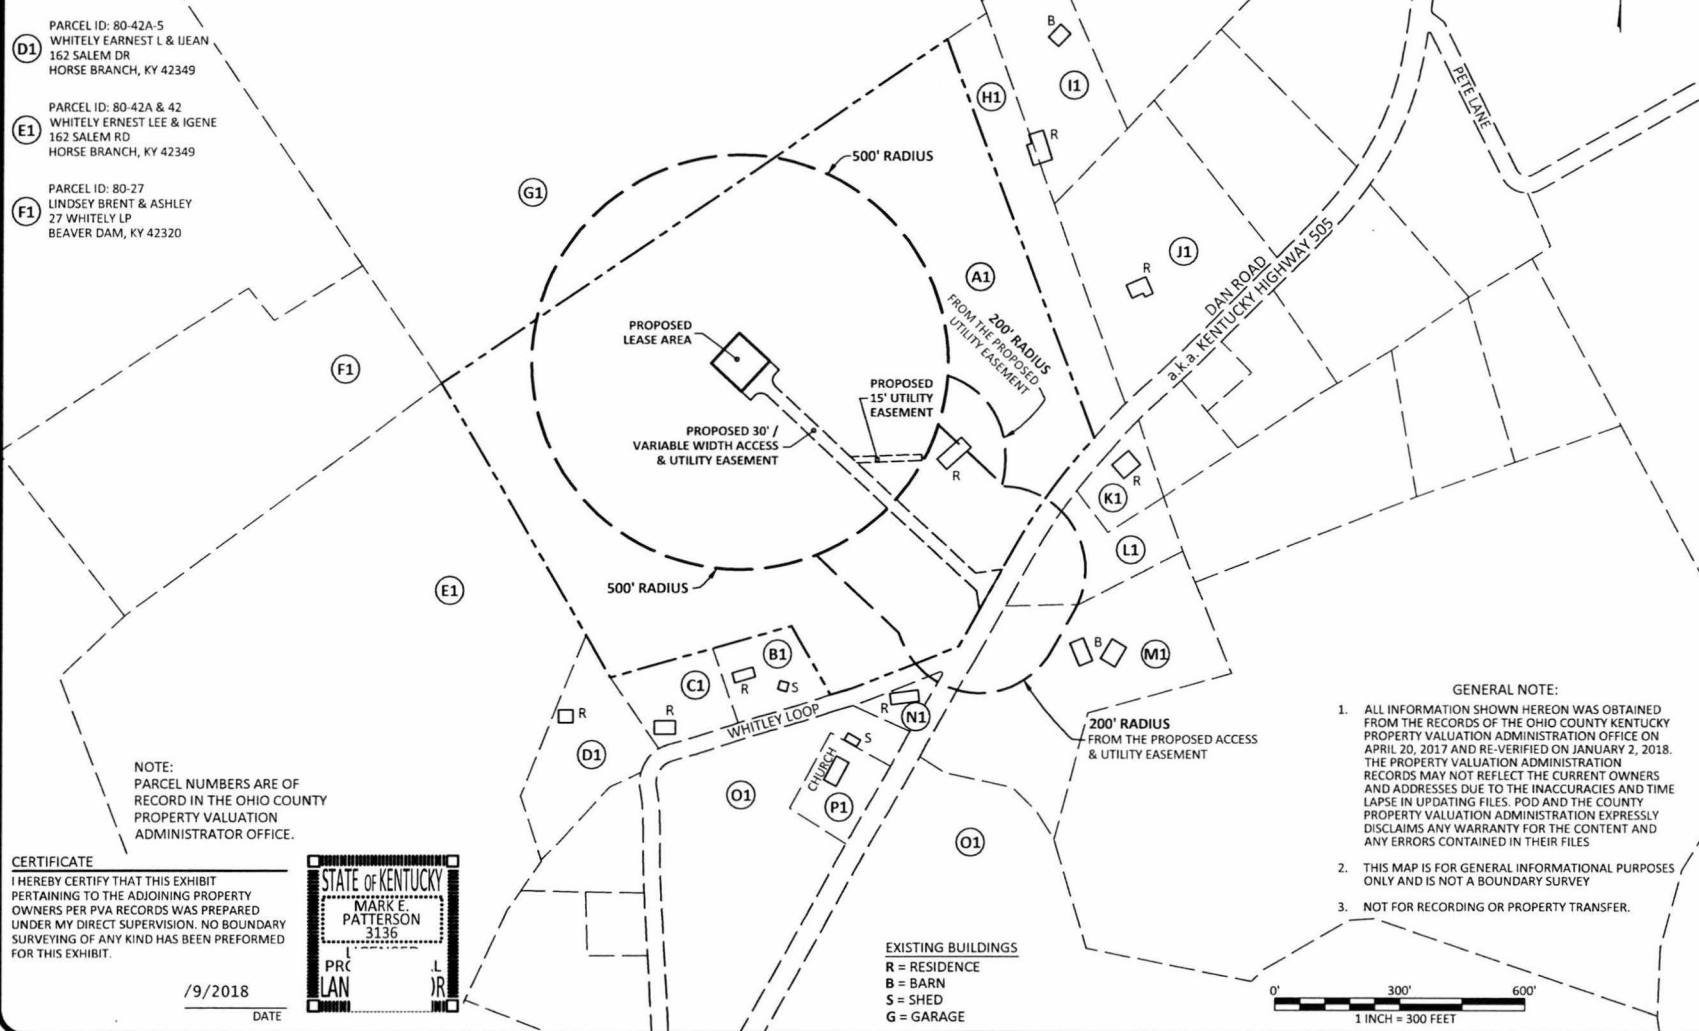 PARCEL ID: 80-42A-5
D1
WHITELY EARNEST L & IJEAN
162 SALEM DR
HORSE BRANCH, KY 42349
PARCEL ID: 80-42A & 42
E1
WHITELY ERNEST LEE & IGENE
162 SALEM RD
HORSE BRANCH, KY 42349
PARCEL ID: 80-27
F1
LINDSEY BRENT & ASHLEY
27 WHITELY LP
BEAVER DAM, KY 42320
B
I1
H1
R
PETE LANE
500' RADIUS
G1
A1
J1
R
DAN ROAD
a.k.a. KENTUCKY HIGHWAY 505
200' RADIUS
FROM THE PROPOSED
UTILITY EASEMENT
PROPOSED
LEASE AREA
F1
PROPOSED
15' UTILITY
EASEMENT
PROPOSED 30' /
VARIABLE WIDTH ACCESS
& UTILITY EASEMENT
R
R
K1
L1
500' RADIUS
E1
B
M1
B1
R
S
C1
R
R
D1
WHITLEY LOOP
R
N1
S
CHURCH
P1
O1
O1
200' RADIUS
FROM THE PROPOSED ACCESS
& UTILITY EASEMENT
GENERAL NOTE:
1. ALL INFORMATION SHOWN HEREON WAS OBTAINED
FROM THE RECORDS OF THE OHIO COUNTY KENTUCKY
PROPERTY VALUATION ADMINISTRATION OFFICE ON
APRIL 20, 2017 AND RE-VERIFIED ON JANUARY 2, 2018.
THE PROPERTY VALUATION ADMINISTRATION
RECORDS MAY NOT REFLECT THE CURRENT OWNERS
AND ADDRESSES DUE TO THE INACCURACIES AND TIME
LAPSE IN UPDATING FILES. POD AND THE COUNTY
PROPERTY VALUATION ADMINISTRATION EXPRESSLY
DISCLAIMS ANY WARRANTY FOR THE CONTENT AND
ANY ERRORS CONTAINED IN THEIR FILES
2. THIS MAP IS FOR GENERAL INFORMATIONAL PURPOSES
ONLY AND IS NOT A BOUNDARY SURVEY
3. NOT FOR RECORDING OR PROPERTY TRANSFER.
NOTE:
PARCEL NUMBERS ARE OF
RECORD IN THE OHIO COUNTY
PROPERTY VALUATION
ADMINISTRATOR OFFICE.
CERTIFICATE
I HEREBY CERTIFY THAT THIS EXHIBIT
PERTAINING TO THE ADJOINING PROPERTY
OWNERS PER PVA RECORDS WAS PREPARED
UNDER MY DIRECT SUPERVISION. NO BOUNDARY
SURVEYING OF ANY KIND HAS BEEN PREFORMED
FOR THIS EXHIBIT.
/9/2018
DATE
STATE OF KENTUCKY
MARK E.
PATTERSON
3136
EXISTING BUILDINGS
R = RESIDENCE
B = BARN
S = SHED
G = GARAGE
0' 300' 600'
1 INCH = 300 FEET